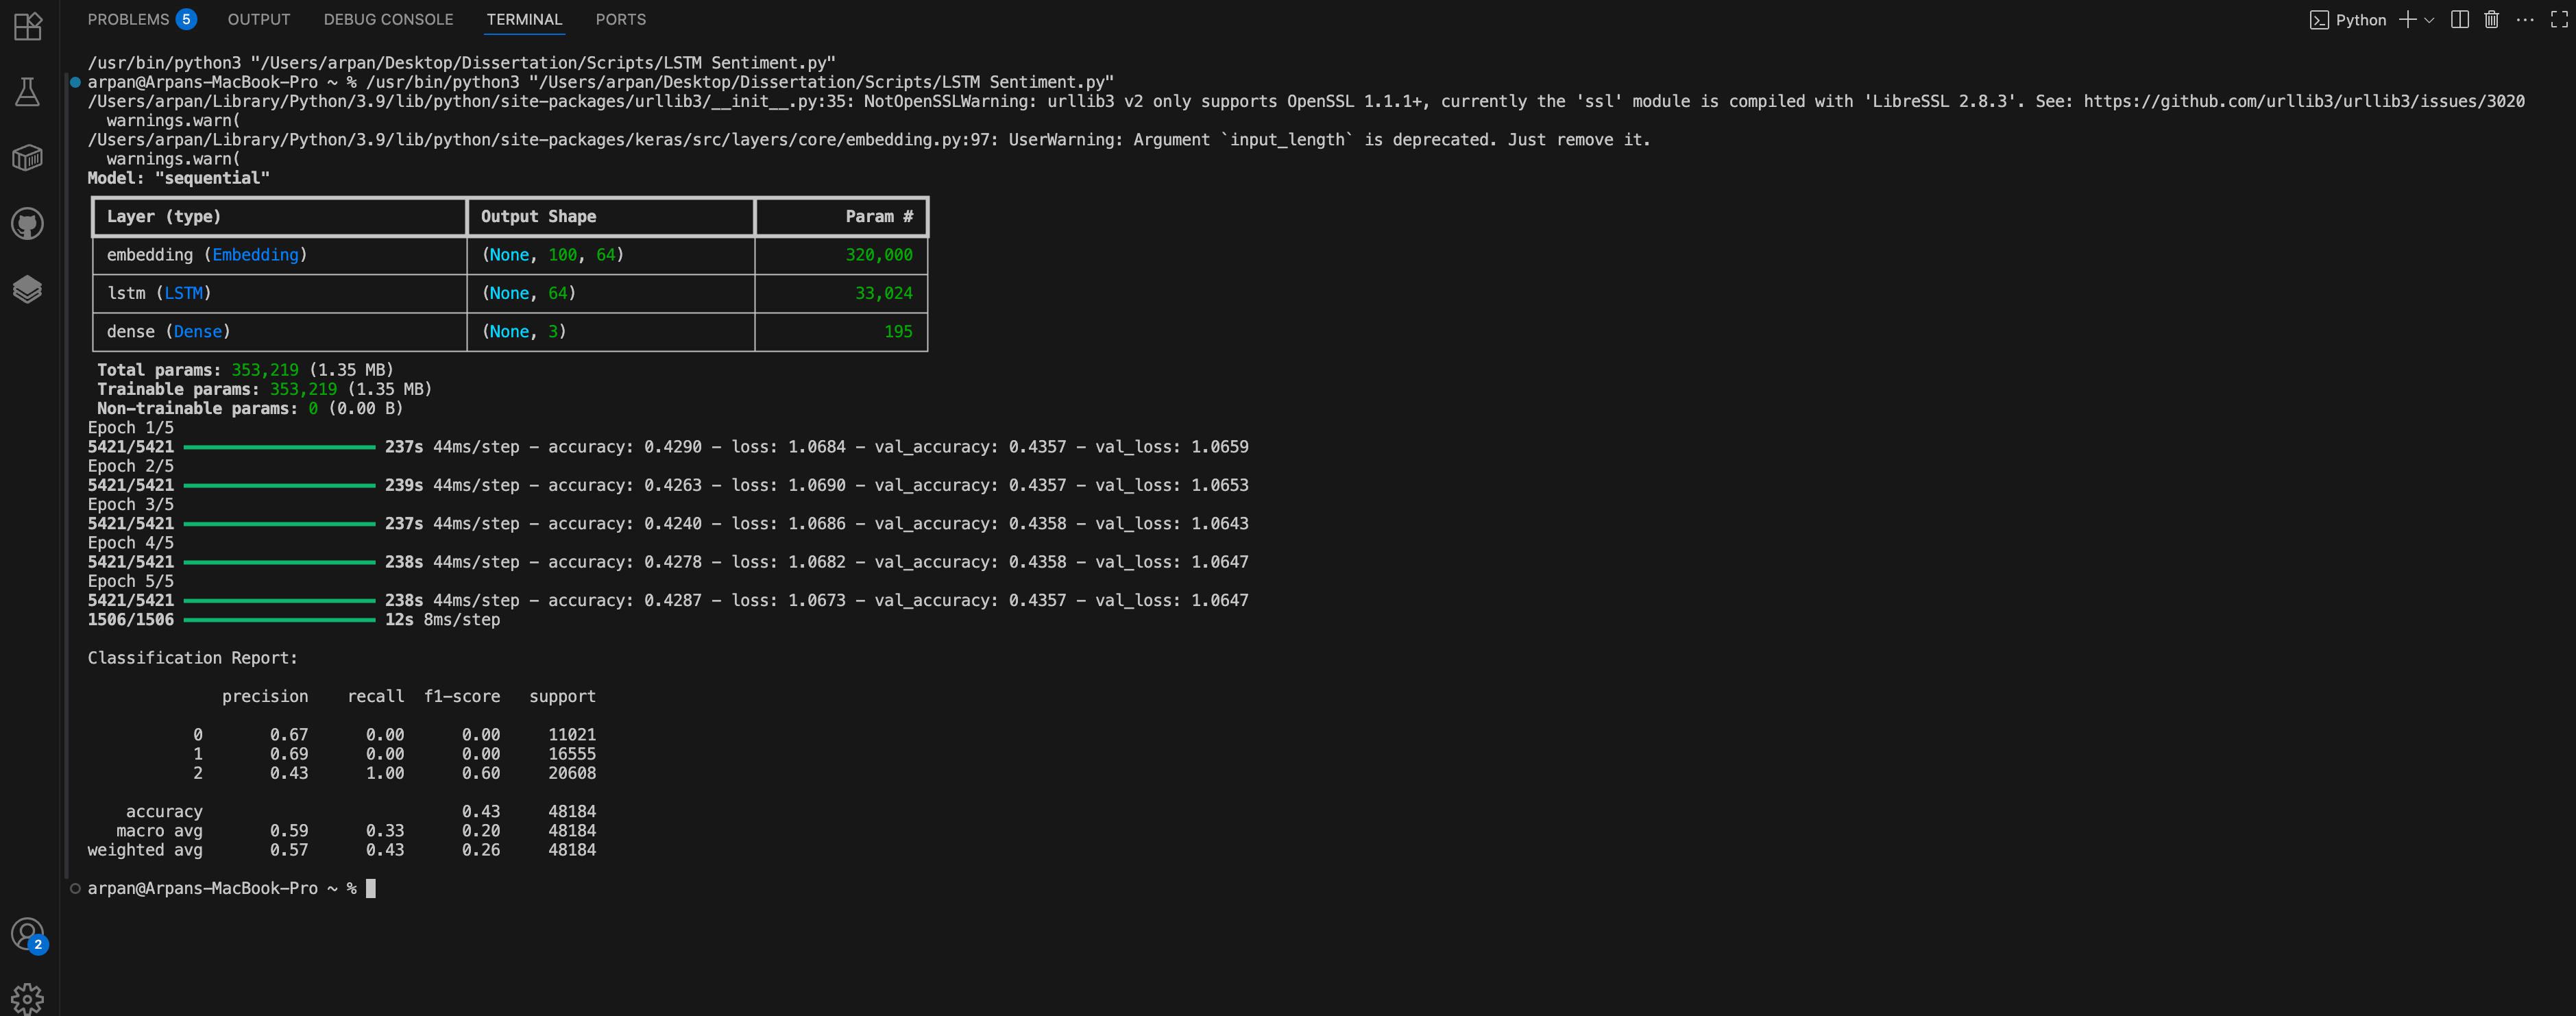 PROBLEMS 5 OUTPUT DEBUG CONSOLE TERMINAL PORTS Python
/usr/bin/python3 "/Users/arpan/Desktop/Dissertation/Scripts/LSTM Sentiment.py"
arpan@Arpans-MacBook-Pro ~ % /usr/bin/python3 "/Users/arpan/Desktop/Dissertation/Scripts/LSTM Sentiment.py"
/Users/arpan/Library/Python/3.9/lib/python/site-packages/urllib3/__init__.py:35: NotOpenSSLWarning: urllib3 v2 only supports OpenSSL 1.1.1+, currently the 'ssl' module is compiled with 'LibreSSL 2.8.3'. See: https://github.com/urllib3/urllib3/issues/3020
warnings.warn(
/Users/arpan/Library/Python/3.9/lib/python/site-packages/keras/src/layers/core/embedding.py:97: UserWarning: Argument `input_length` is deprecated. Just remove it.
warnings.warn(
Model: "sequential"
Layer (type) Output Shape Param #
embedding (Embedding) (None, 100, 64) 320,000
lstm (LSTM) (None, 64) 33,024
dense (Dense) (None, 3) 195
Total params: 353,219 (1.35 MB)
Trainable params: 353,219 (1.35 MB)
Non-trainable params: 0 (0.00 B)
Epoch 1/5
5421/5421 237s 44ms/step - accuracy: 0.4290 - loss: 1.0684 - val_accuracy: 0.4357 - val_loss: 1.0659
Epoch 2/5
5421/5421 239s 44ms/step - accuracy: 0.4263 - loss: 1.0690 - val_accuracy: 0.4357 - val_loss: 1.0653
Epoch 3/5
5421/5421 237s 44ms/step - accuracy: 0.4240 - loss: 1.0686 - val_accuracy: 0.4358 - val_loss: 1.0643
Epoch 4/5
5421/5421 238s 44ms/step - accuracy: 0.4278 - loss: 1.0682 - val_accuracy: 0.4358 - val_loss: 1.0647
Epoch 5/5
5421/5421 238s 44ms/step - accuracy: 0.4287 - loss: 1.0673 - val_accuracy: 0.4357 - val_loss: 1.0647
1506/1506 12s 8ms/step
Classification Report:
precision recall f1-score support
0 0.67 0.00 0.00 11021
1 0.69 0.00 0.00 16555
2 0.43 1.00 0.60 20608
accuracy 0.43 48184
macro avg 0.59 0.33 0.20 48184
weighted avg 0.57 0.43 0.26 48184
arpan@Arpans-MacBook-Pro ~ %
2